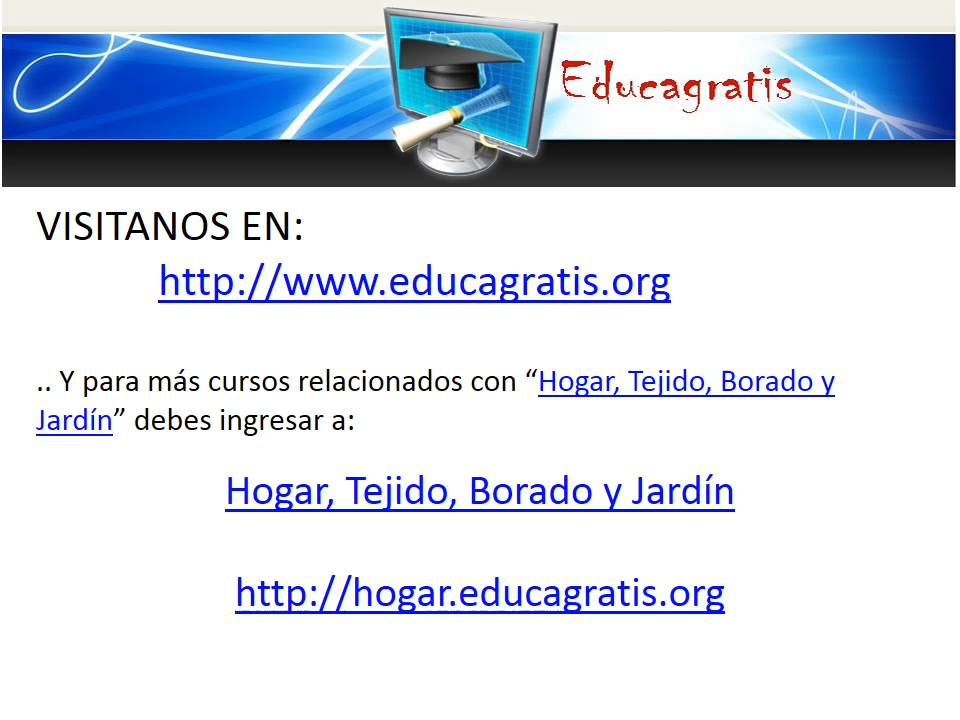 Educagratis
VISITANOS EN:
http://www.educagratis.org
.. Y para más cursos relacionados con “Hogar, Tejido, Borado y
Jardín” debes ingresar a:
Hogar, Tejido, Borado y Jardín
http://hogar.educagratis.org